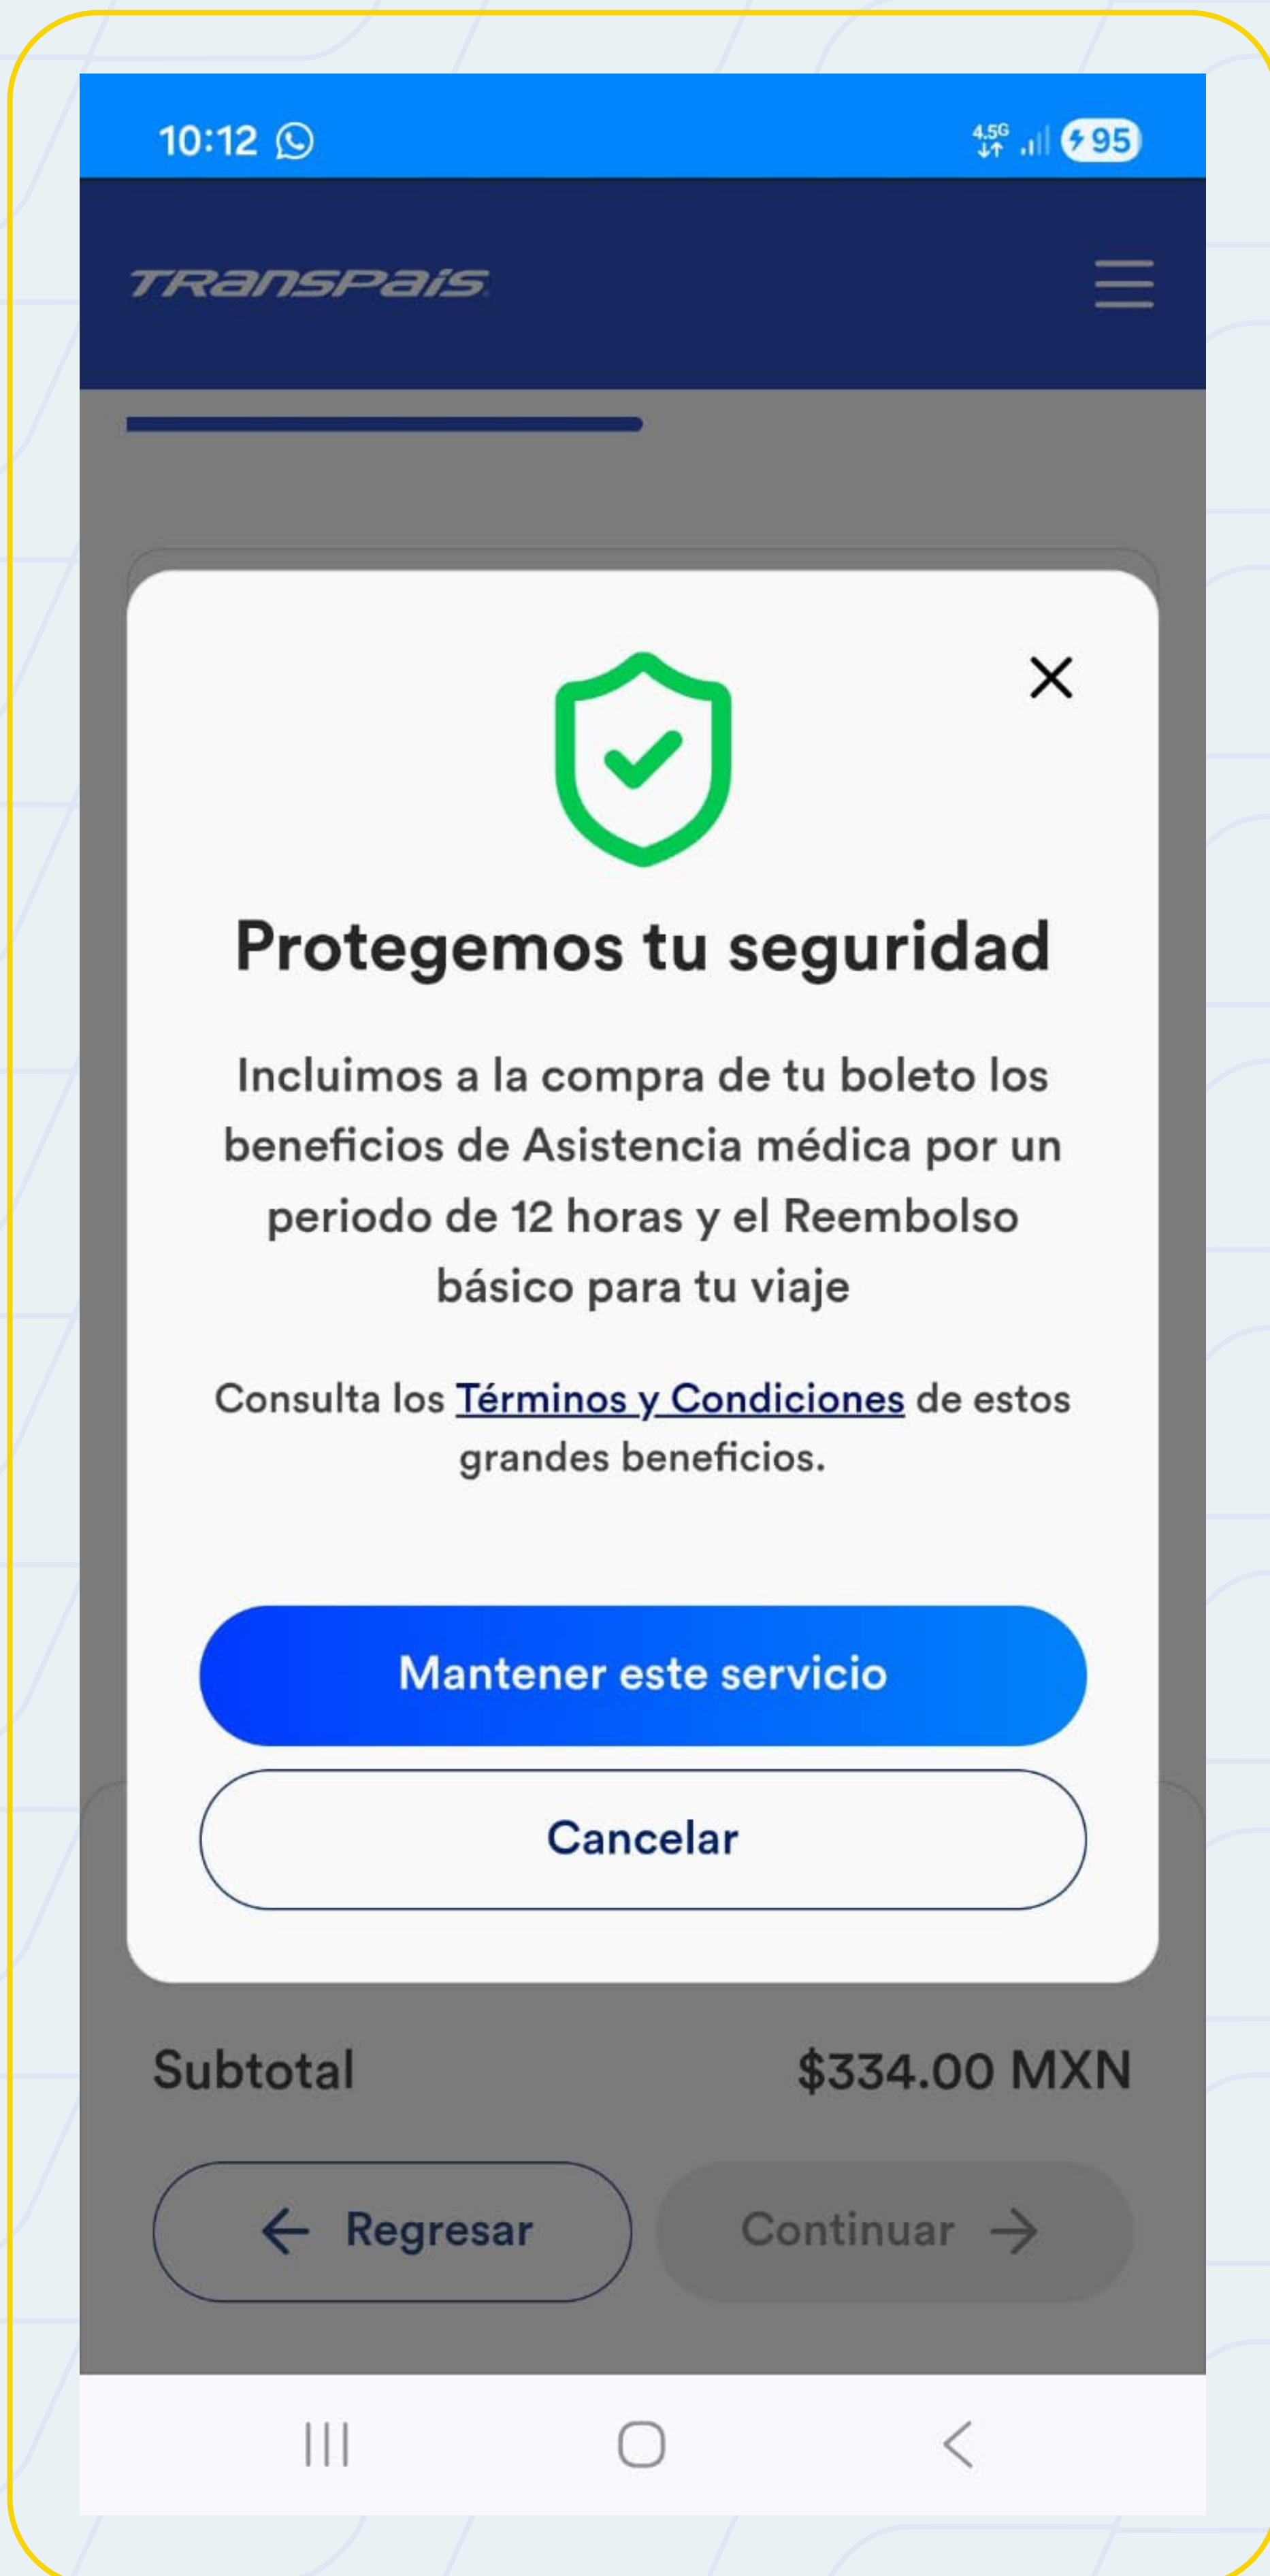 10:12
4.5G
95
TRANSPAÍS
Protegemos tu seguridad
Incluimos a la compra de tu boleto los
beneficios de Asistencia médica por un
periodo de 12 horas y el Reembolso
básico para tu viaje
Consulta los Términos y Condiciones de estos
grandes beneficios.
Mantener este servicio
Cancelar
Subtotal
$334.00 MXN
Regresar
Continuar